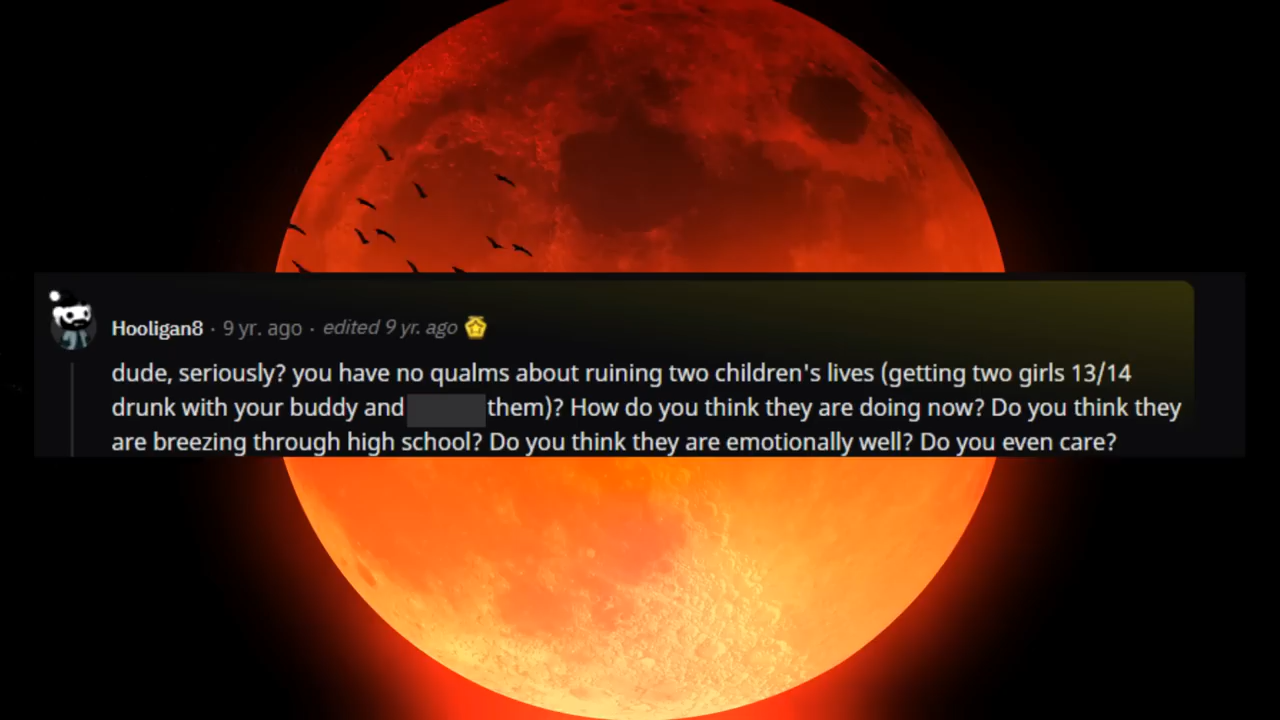 Hooligan8 · 9 yr. ago · edited 9 yr. ago
dude, seriously? you have no qualms about ruining two children's lives (getting two girls 13/14
drunk with your buddy and them)? How do you think they are doing now? Do you think they
are breezing through high school? Do you think they are emotionally well? Do you even care?